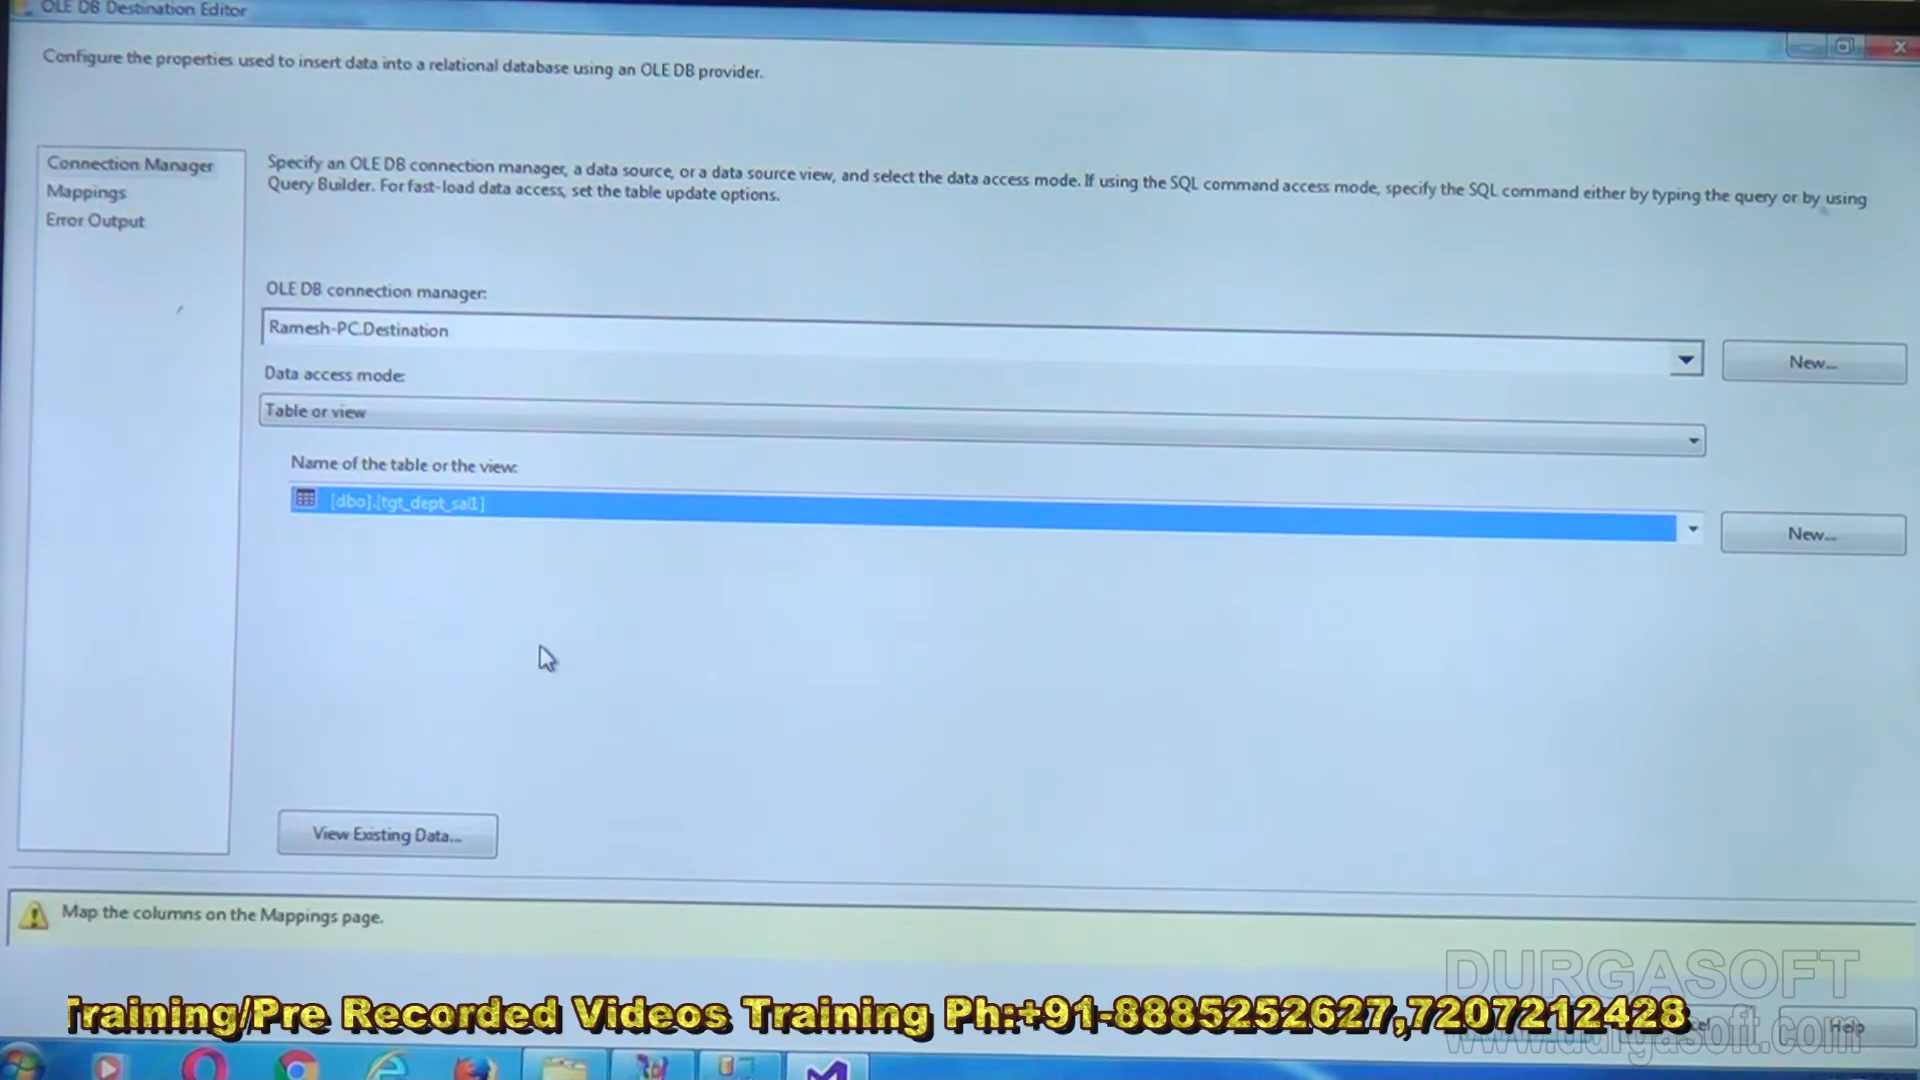 OLE DB Destination Editor
Configure the properties used to insert data into a relational database using an OLE DB provider.
Connection Manager
Mappings
Error Output
Specify an OLE DB connection manager, a data source, or a data source view, and select the data access mode. If using the SQL command access mode, specify the SQL command either by typing the query or by using
Query Builder. For fast-load data access, set the table update options.
OLE DB connection manager:
Ramesh-PC.Destination
New...
Data access mode:
Table or view
Name of the table or the view:
[dbo].[tgt_dept_sal1]
New...
View Existing Data...
Map the columns on the Mappings page.
DURGASOFT
Training/Pre Recorded Videos Training Ph:+91-8885252627,7207212428
Help
www.durgasoft.com